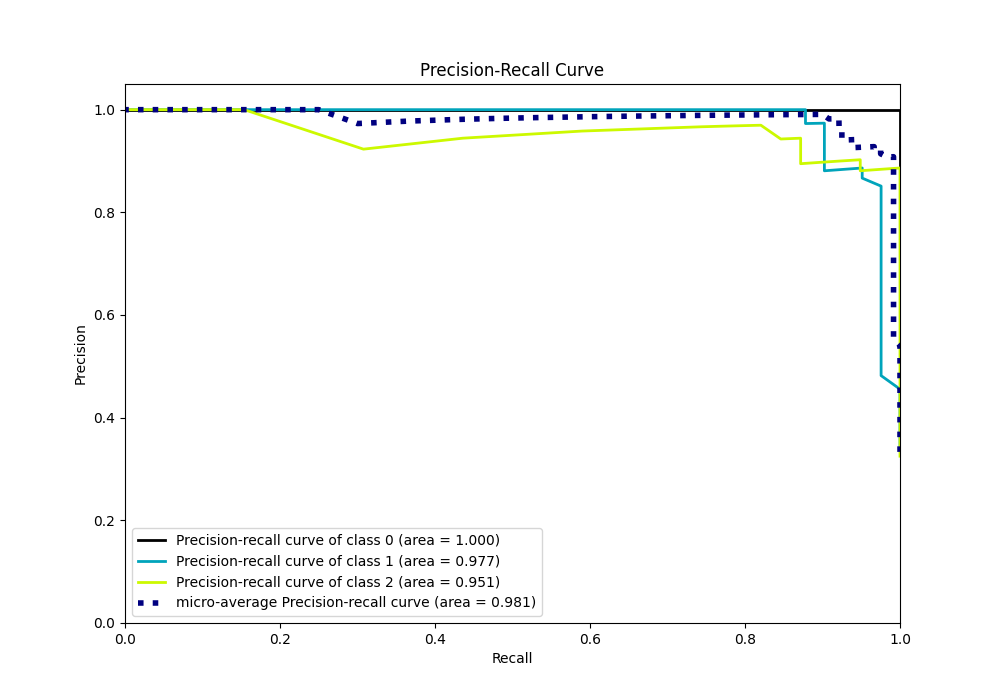 Precision-Recall Curve
1.0
0.8
0.6
0.4
0.2
0.0
Precision
Precision-recall curve of class 0 (area = 1.000)
Precision-recall curve of class 1 (area = 0.977)
Precision-recall curve of class 2 (area = 0.951)
micro-average Precision-recall curve (area = 0.981)
0.0 0.2 0.4 0.6 0.8 1.0
Recall